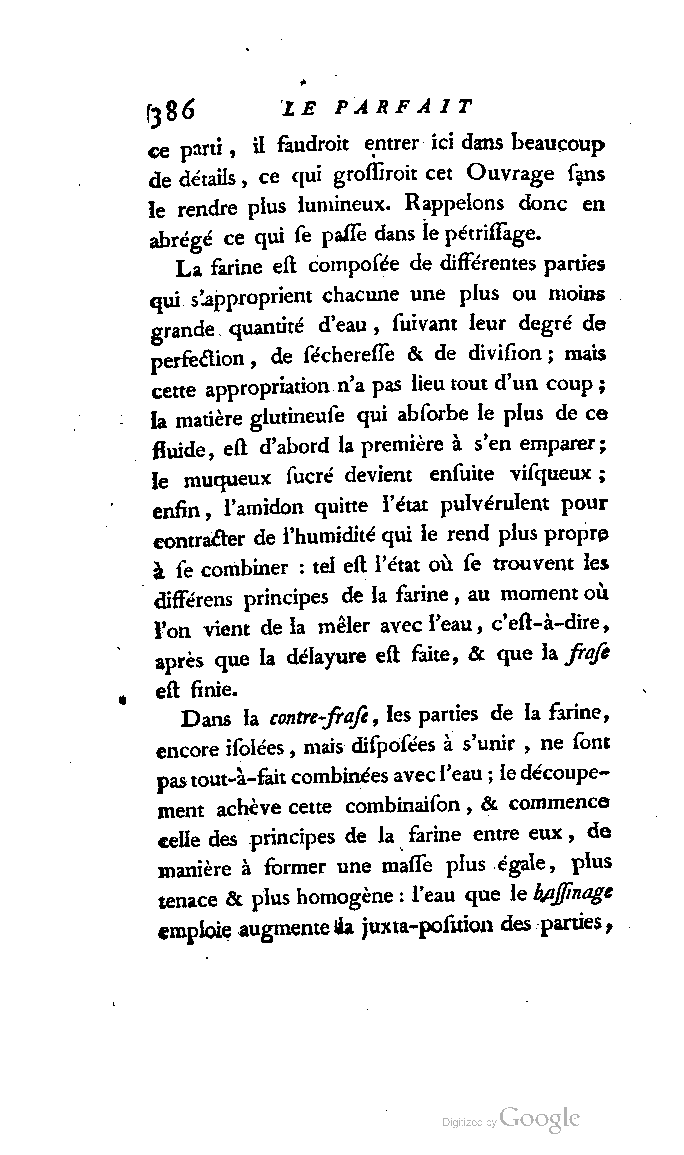 386 LE PARFAIT
ce parti, il faudroit entrer ici dans beaucoup
de détails, ce qui groſſiroit cet Ouvrage ſans
le rendre plus lumineux. Rappelons donc en
abrégé ce qui ſe paſſe dans le pétriſſage.
La farine eſt compoſée de différentes parties
qui s'approprient chacune une plus ou moins
grande quantité d'eau, ſuivant leur degré de
perfection, de ſéchereſſe & de diviſion; mais
cette appropriation n'a pas lieu tout d'un coup;
la matière glutineuſe qui abſorbe le plus de ce
fluide, eſt d'abord la première à s'en emparer;
le muqueux ſucré devient enſuite viſqueux;
enfin, l'amidon quitte l'état pulvérulent pour
contracter de l'humidité qui le rend plus propre
à ſe combiner : tel eſt l'état où ſe trouvent les
différens principes de la farine, au moment où
l'on vient de la mêler avec l'eau, c'eſt-à-dire,
après que la délayure eſt faite, & que la fraſe
eſt finie.
Dans la contre-fraſe, les parties de la farine,
encore iſolées, mais diſpoſées à s'unir, ne ſont
pas tout-à-fait combinées avec l'eau; le découpe-
ment achève cette combinaiſon, & commence
celle des principes de la farine entre eux, de
manière à former une maſſe plus égale, plus
tenace & plus homogène : l'eau que le baſſinage
emploie augmente la juxta-poſition des parties,
Digitized by Google